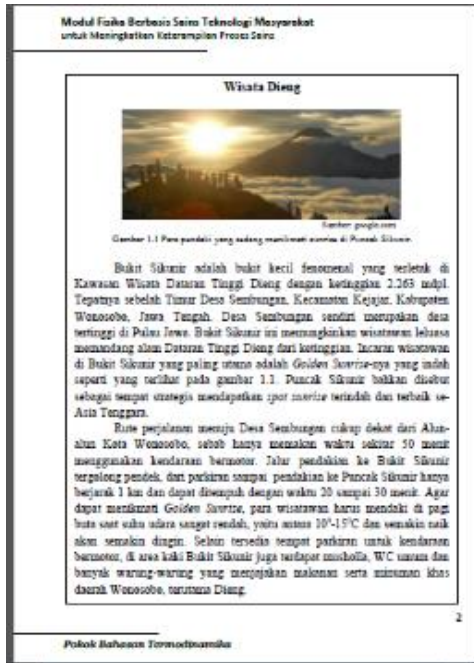 Modul Fisika Berbasis Sains Teknologi Masyarakat
untuk Meningkatkan Keterampilan Proses Sains
Wisata Dieng
Sumber: google.com
Gambar 1.1 Para pendaki yang sedang menikmati sunrise di Puncak Sikunir.
Bukit Sikunir adalah bukit kecil fenomenal yang terletak di
Kawasan Wisata Dataran Tinggi Dieng dengan ketinggian 2.263 mdpl.
Tepatnya sebelah Timur Desa Sembungan, Kecamatan Kejajar, Kabupaten
Wonosobo, Jawa Tengah. Desa Sembungan sendiri merupakan desa
tertinggi di Pulau Jawa. Bukit Sikunir ini memungkinkan wisatawan leluasa
memandang alam Dataran Tinggi Dieng dari ketinggian. Incaran wisatawan
di Bukit Sikunir yang paling utama adalah Golden Sunrise-nya yang indah
seperti yang terlihat pada gambar 1.1. Puncak Sikunir bahkan disebut
sebagai tempat strategis mendapatkan spot sunrise terindah dan terbaik se-
Asia Tenggara.
Rute perjalanan menuju Desa Sembungan cukup dekat dari Alun-
alun Kota Wonosobo, sebab hanya memakan waktu sekitar 50 menit
menggunakan kendaraan bermotor. Jalur pendakian ke Bukit Sikunir
tergolong pendek, dari parkiran sampai pendakian ke Puncak Sikunir hanya
berjarak 1 km dan dapat ditempuh dengan waktu 20 sampai 30 menit. Agar
dapat menikmati Golden Sunrise, para wisatawan harus mendaki di pagi
buta saat suhu udara sangat rendah, yaitu antara 10°-15°C dan semakin naik
akan semakin dingin. Selain tersedia tempat parkiran untuk kendaraan
bermotor, di area kaki Bukit Sikunir juga terdapat musholla, WC umum dan
banyak warung-warung yang menjajakan makanan serta minuman khas
daerah Wonosobo, terutama Dieng.
2
Pokok Bahasan Termodinamika